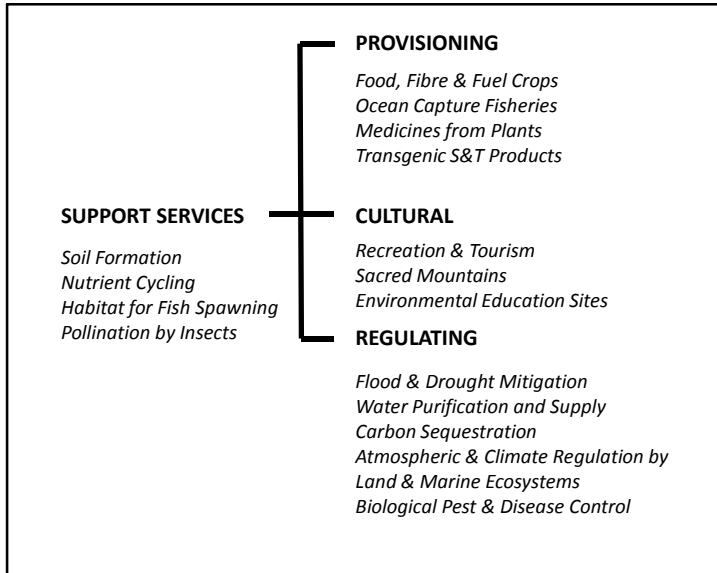 PROVISIONING
Food, Fibre & Fuel Crops
Ocean Capture Fisheries
Medicines from Plants
Transgenic S&T Products
SUPPORT SERVICES
Soil Formation
Nutrient Cycling
Habitat for Fish Spawning
Pollination by Insects
CULTURAL
Recreation & Tourism
Sacred Mountains
Environmental Education Sites
REGULATING
Flood & Drought Mitigation
Water Purification and Supply
Carbon Sequestration
Atmospheric & Climate Regulation by
Land & Marine Ecosystems
Biological Pest & Disease Control